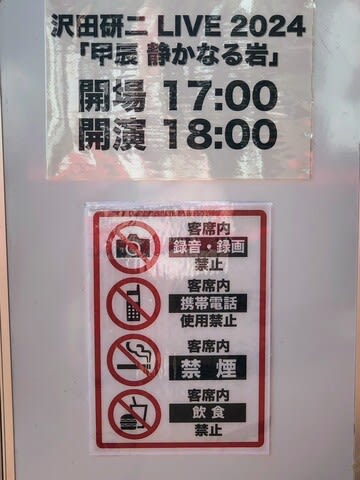 沢田研二 LIVE 2024
「甲辰 静かなる岩」
開場 17:00
開演 18:00
客席内
録音・録画
禁止
客席内
携帯電話
使用禁止
客席内
禁煙
客席内
飲食
禁止